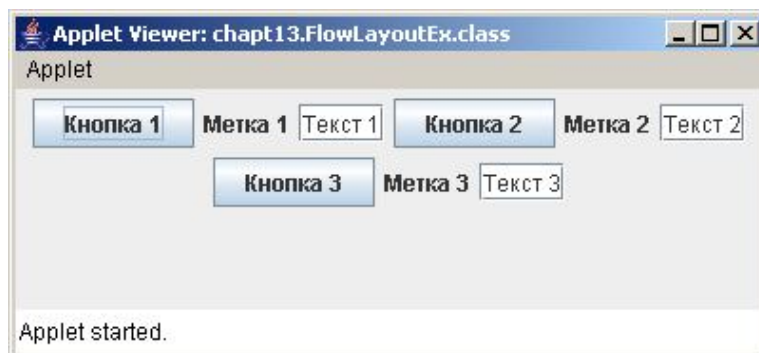 Applet Viewer: chapt13.FlowLayoutEx.class
Applet
Кнопка 1 Метка 1 Текст 1 Кнопка 2 Метка 2 Текст 2
Кнопка 3 Метка 3 Текст 3
Applet started.